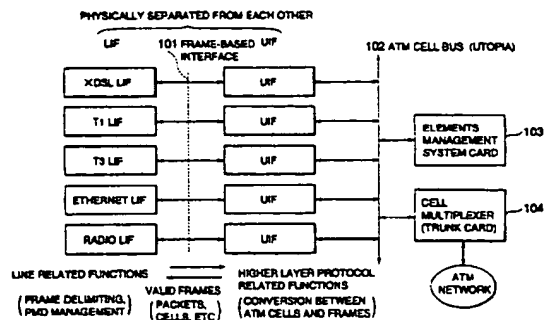 PHYSICALLY SEPARATED FROM EACH OTHER
LIF
101 FRAME-BASED INTERFACE
UIF
102 ATM CELL BUS (UTOPIA)
XDSL LIF
UIF
T1 LIF
UIF
T3 LIF
UIF
ETHERNET LIF
UIF
RADIO LIF
UIF
ELEMENTS
MANAGEMENT
SYSTEM CARD
103
CELL
MULTIPLEXER
(TRUNK CARD)
104
ATM
NETWORK
LINE RELATED FUNCTIONS
(FRAME DELIMITING,
PMD MANAGEMENT)
VALID FRAMES
(PACKETS,
CELLS, ETC)
HIGHER LAYER PROTOCOL
RELATED FUNCTIONS
(CONVERSION BETWEEN
ATM CELLS AND FRAMES)